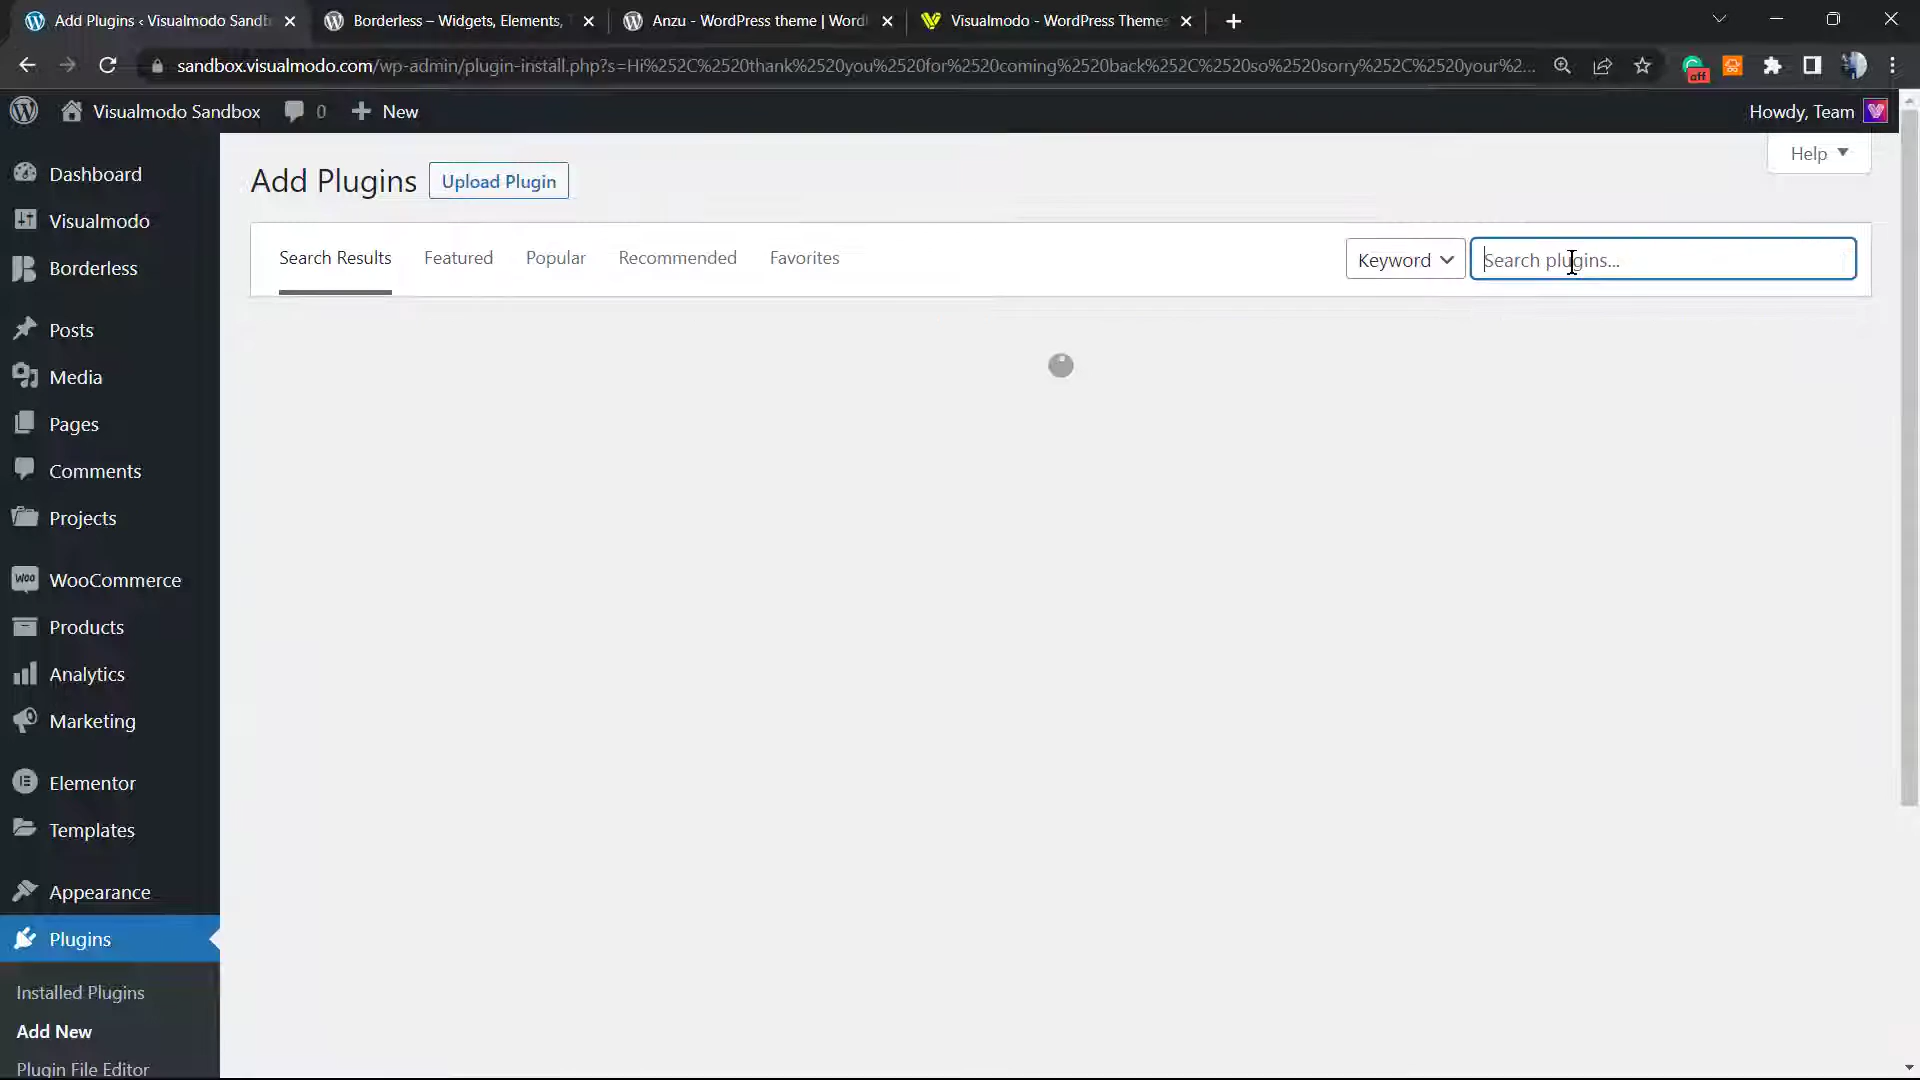 Add Plugins ‹ Visualmodo Sandb
Borderless – Widgets, Elements, T
Anzu - WordPress theme | Word
Visualmodo - WordPress Themes
sandbox.visualmodo.com/wp-admin/plugin-install.php?s=Hi%252C%2520thank%2520you%2520for%2520coming%2520back%252C%2520so%2520sorry%252C%2520your%2...
off
Visualmodo Sandbox
0
New
Howdy, Team
Dashboard
Visualmodo
Borderless
Posts
Media
Pages
Comments
Projects
WooCommerce
Products
Analytics
Marketing
Elementor
Templates
Appearance
Plugins
Installed Plugins
Add New
Plugin File Editor
Help
Add Plugins
Upload Plugin
Search Results
Featured
Popular
Recommended
Favorites
Keyword
Search plugins...